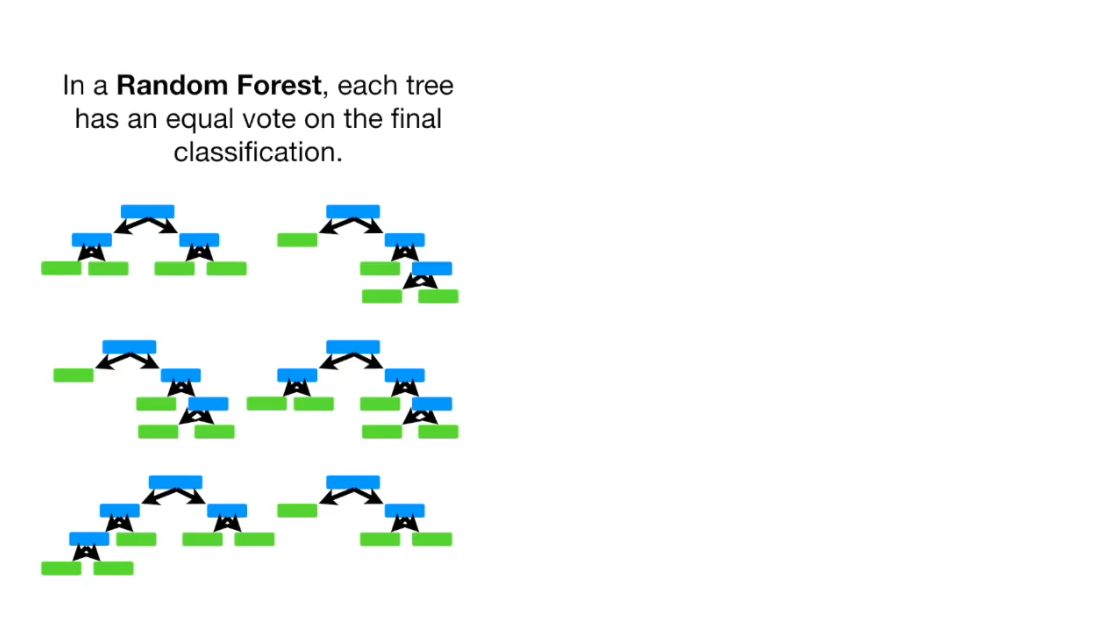 In a Random Forest, each tree
has an equal vote on the final
classification.